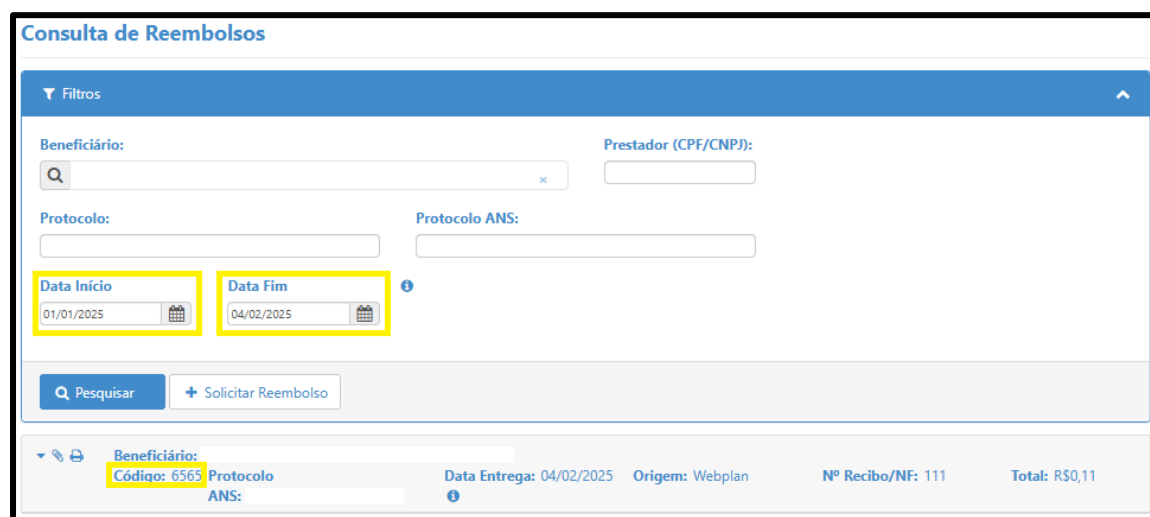 Consulta de Reembolsos
Filtros
Beneficiário: Prestador (CPF/CNPJ):
Protocolo: Protocolo ANS:
Data Início Data Fim
01/01/2025 04/02/2025
Pesquisar + Solicitar Reembolso
Beneficiário:
Código: 6565 Protocolo Data Entrega: 04/02/2025 Origem: Webplan Nº Recibo/NF: 111 Total: R$0,11
ANS: